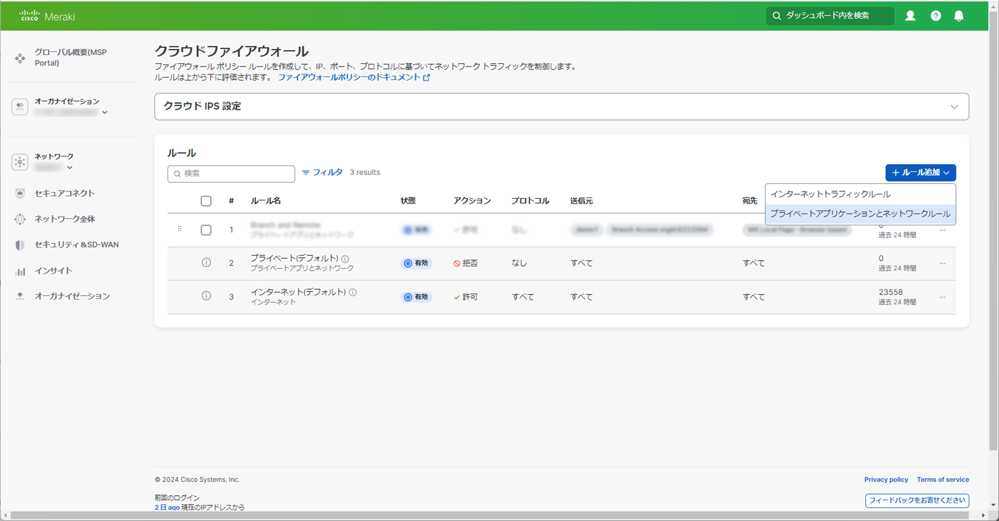 CISCO Meraki
ダッシュボード内を検索
グローバル概要(MSP
Portal)
オーガナイゼーション
ネットワーク
セキュアコネクト
ネットワーク全体
セキュリティ&SD-WAN
インサイト
オーガナイゼーション
クラウドファイアウォール
ファイアウォール ポリシー ルールを作成して、IP、ポート、プロトコルに基づいてネットワーク トラフィックを制御します。
ルールは上から下に評価されます。 ファイアウォールポリシーのドキュメント
クラウド IPS 設定
ルール
検索 フィルタ 3 results
+ ルール追加
インターネットトラフィックルール
プライベートアプリケーションとネットワークルール
# ルール名 状態 アクション プロトコル 送信元 宛先
1 Branch and Remote 有効 許可 なし demo1
プライベートアプリとネットワーク
過去 24 時間
2 プライベート(デフォルト) 有効 拒否 なし すべて すべて 0
プライベートアプリとネットワーク 過去 24 時間
3 インターネット(デフォルト) 有効 許可 すべて すべて すべて 23558
インターネット 過去 24 時間
© 2024 Cisco Systems, Inc.
Privacy policy Terms of service
前回のログイン
2 日 ago 現在のIPアドレスから
フィードバックをお寄せください